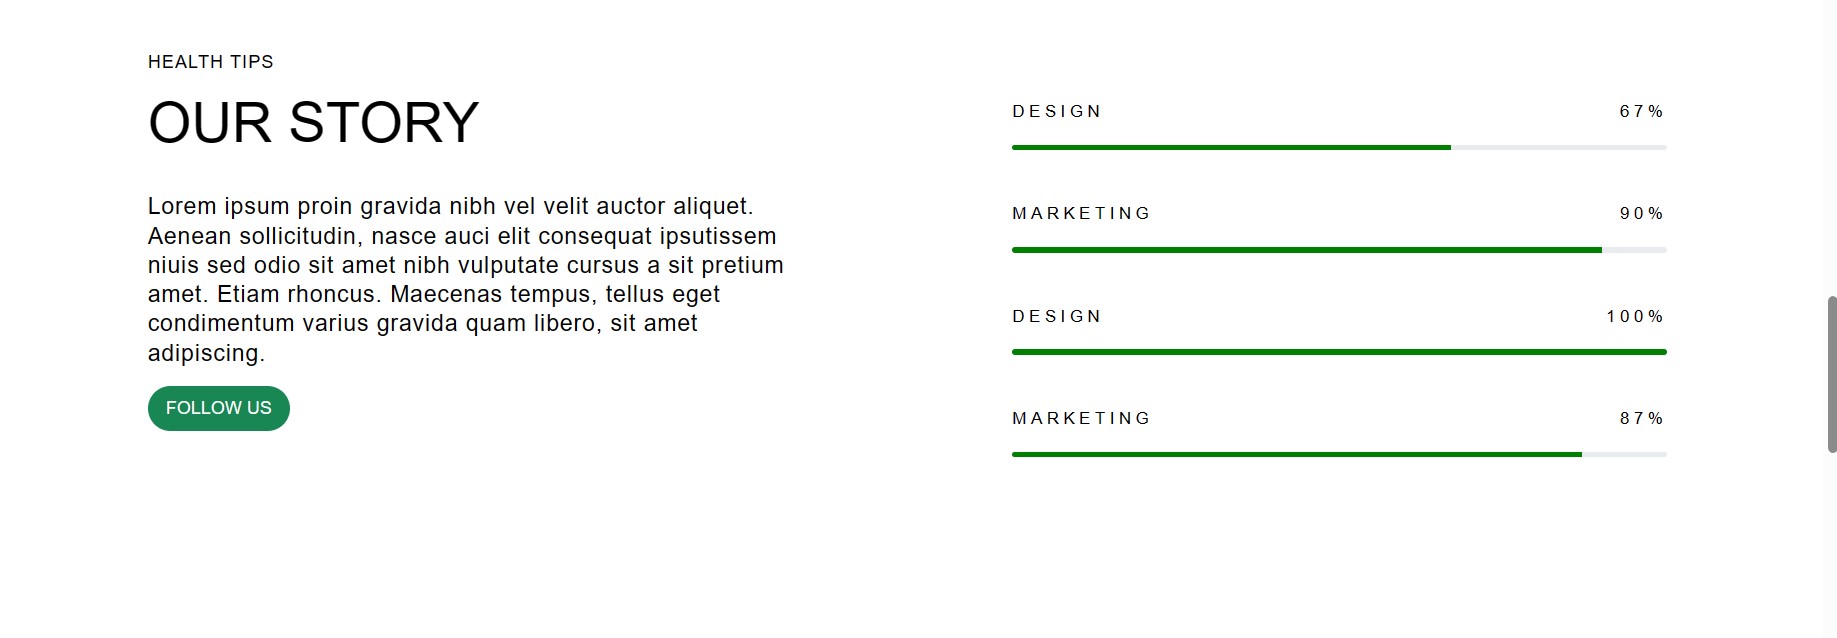 HEALTH TIPS
OUR STORY
Lorem ipsum proin gravida nibh vel velit auctor aliquet.
Aenean sollicitudin, nasce auci elit consequat ipsutissem
niuis sed odio sit amet nibh vulputate cursus a sit pretium
amet. Etiam rhoncus. Maecenas tempus, tellus eget
condimentum varius gravida quam libero, sit amet
adipiscing.
FOLLOW US
DESIGN 67%
MARKETING 90%
DESIGN 100%
MARKETING 87%